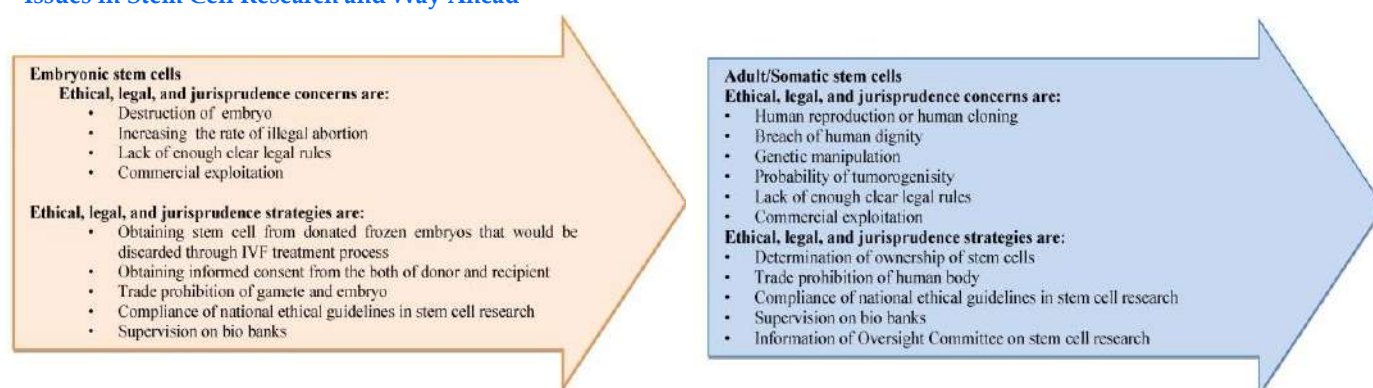 Issues in Stem Cell Research and Way Ahead
Embryonic stem cells
Ethical, legal, and jurisprudence concerns are:
• Destruction of embryo
• Increasing the rate of illegal abortion
• Lack of enough clear legal rules
• Commercial exploitation
Ethical, legal, and jurisprudence strategies are:
• Obtaining stem cell from donated frozen embryos that would be
discarded through IVF treatment process
• Obtaining informed consent from the both of donor and recipient
• Trade prohibition of gamete and embryo
• Compliance of national ethical guidelines in stem cell research
• Supervision on bio banks
Adult/Somatic stem cells
Ethical, legal, and jurisprudence concerns are:
• Human reproduction or human cloning
• Breach of human dignity
• Genetic manipulation
• Probability of tumorogenisity
• Lack of enough clear legal rules
• Commercial exploitation
Ethical, legal, and jurisprudence strategies are:
• Determination of ownership of stem cells
• Trade prohibition of human body
• Compliance of national ethical guidelines in stem cell research
• Supervision on bio banks
• Information of Oversight Committee on stem cell research